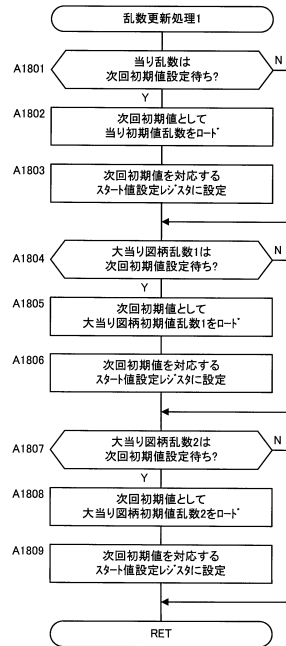 乱数更新処理1
A1801
当り乱数は
次回初期値設定待ち?
N
Y
A1802
次回初期値として
当り初期値乱数をロード
A1803
次回初期値を対応する
スタート値設定レジスタに設定
A1804
大当り図柄乱数1は
次回初期値設定待ち?
N
Y
A1805
次回初期値として
大当り図柄初期値乱数1をロード
A1806
次回初期値を対応する
スタート値設定レジスタに設定
A1807
大当り図柄乱数2は
次回初期値設定待ち?
N
Y
A1808
次回初期値として
大当り図柄初期値乱数2をロード
A1809
次回初期値を対応する
スタート値設定レジスタに設定
RET